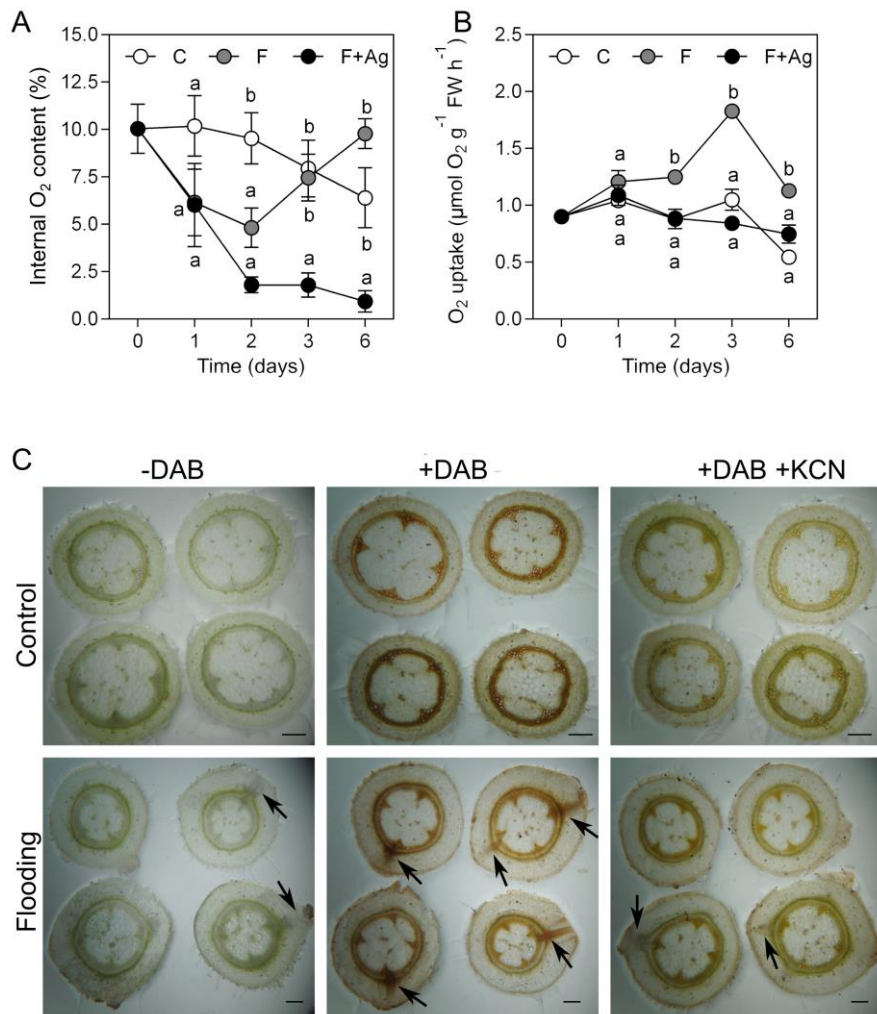 A
15.0
12.5
10.0
7.5
5.0
2.5
0.0
Internal O₂ content (%)
C F F+Ag
a b b b
a a b b
a a a a
0 1 2 3 6
Time (days)
B
2.5
2.0
1.5
1.0
0.5
0.0
O₂ uptake (µmol O₂ g⁻¹ FW h⁻¹)
C F F+Ag
a b b b
a a a a
a a a a
0 1 2 3 6
Time (days)
C
-DAB +DAB +DAB +KCN
Control
Flooding